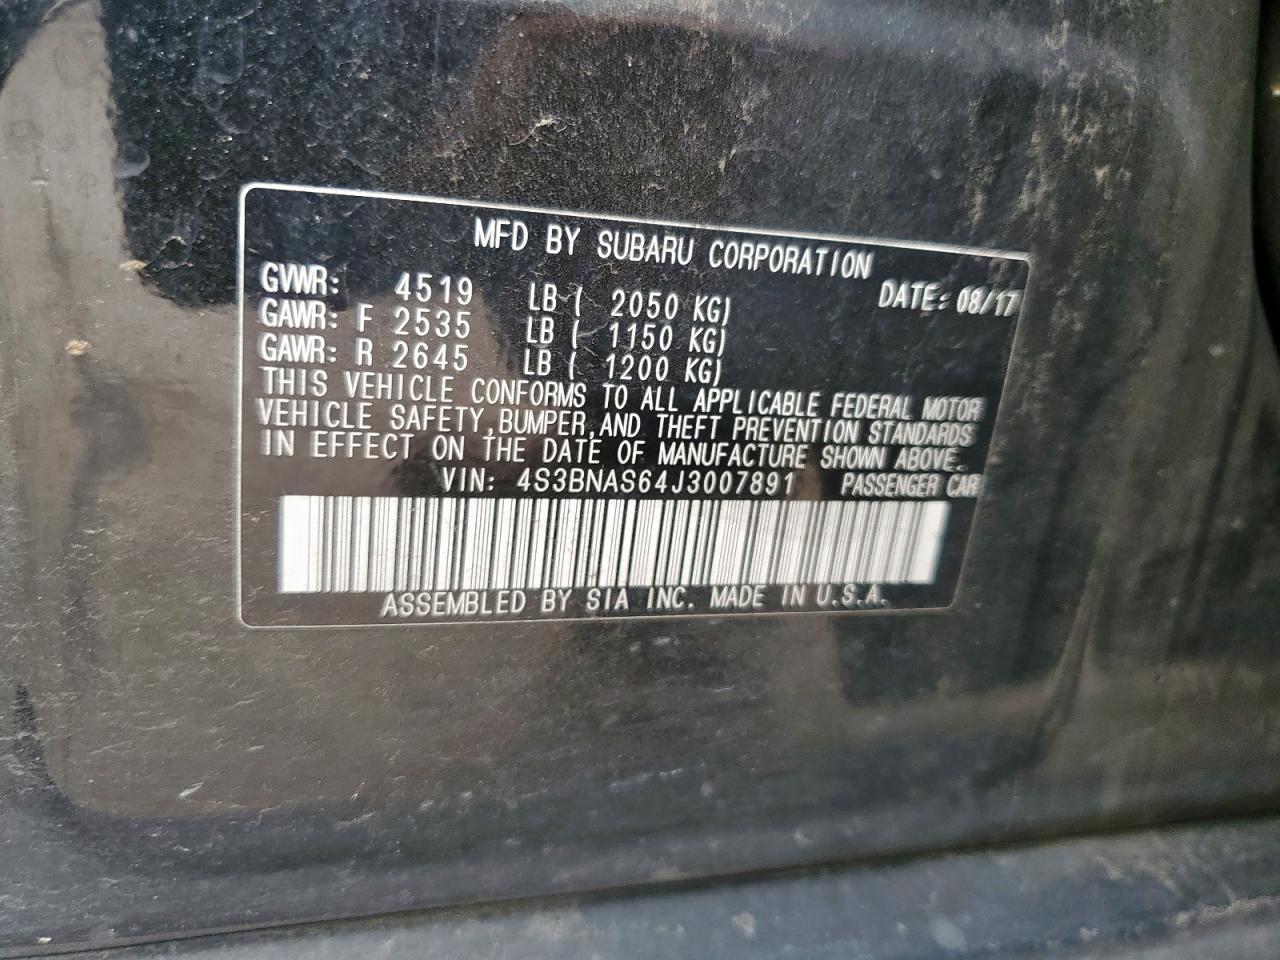 MFD BY SUBARU CORPORATION
DATE: 08/17
GVWR: 4519 LB ( 2050 KG)
GAWR: F 2535 LB ( 1150 KG)
GAWR: R 2645 LB ( 1200 KG)
THIS VEHICLE CONFORMS TO ALL APPLICABLE FEDERAL MOTOR
VEHICLE SAFETY, BUMPER, AND THEFT PREVENTION STANDARDS
IN EFFECT ON THE DATE OF MANUFACTURE SHOWN ABOVE.
VIN: 4S3BNAS64J3007891 PASSENGER CAR
ASSEMBLED BY SIA INC. MADE IN U.S.A.